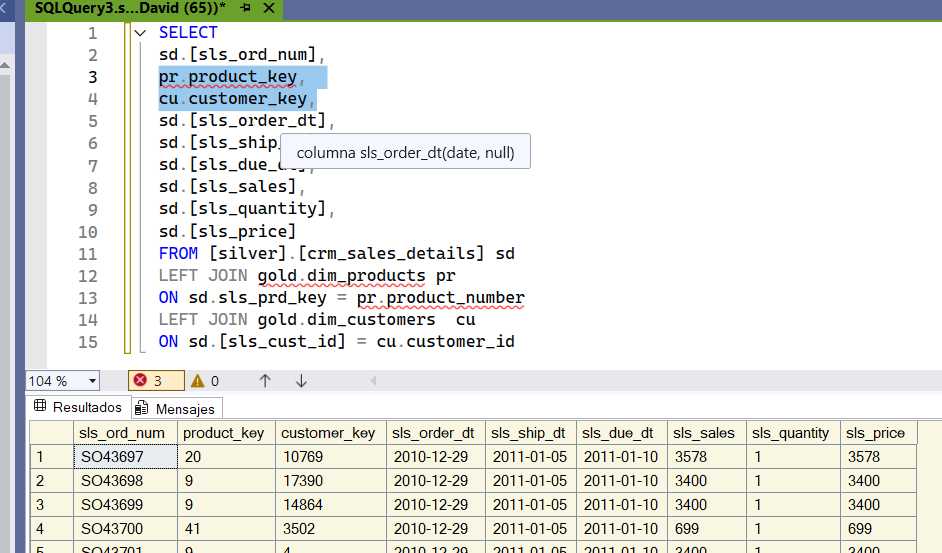 SQLQuery3.s...David (65))*
1 SELECT
2 sd.[sls_ord_num],
3 pr.product_key,
4 cu.customer_key,
5 sd.[sls_order_dt],
6 sd.[sls_ship_
columna sls_order_dt(date, null)
7 sd.[sls_due_dt],
8 sd.[sls_sales],
9 sd.[sls_quantity],
10 sd.[sls_price]
11 FROM [silver].[crm_sales_details] sd
12 LEFT JOIN gold.dim_products pr
13 ON sd.sls_prd_key = pr.product_number
14 LEFT JOIN gold.dim_customers  cu
15 ON sd.[sls_cust_id] = cu.customer_id
104 % 3 0
Resultados Mensajes
sls_ord_num product_key customer_key sls_order_dt sls_ship_dt sls_due_dt sls_sales sls_quantity sls_price
1 SO43697 20 10769 2010-12-29 2011-01-05 2011-01-10 3578 1 3578
2 SO43698 9 17390 2010-12-29 2011-01-05 2011-01-10 3400 1 3400
3 SO43699 9 14864 2010-12-29 2011-01-05 2011-01-10 3400 1 3400
4 SO43700 41 3502 2010-12-29 2011-01-05 2011-01-10 699 1 699
5 SO43701 9 4 2010-12-29 2011-01-05 2011-01-10 3400 1 3400